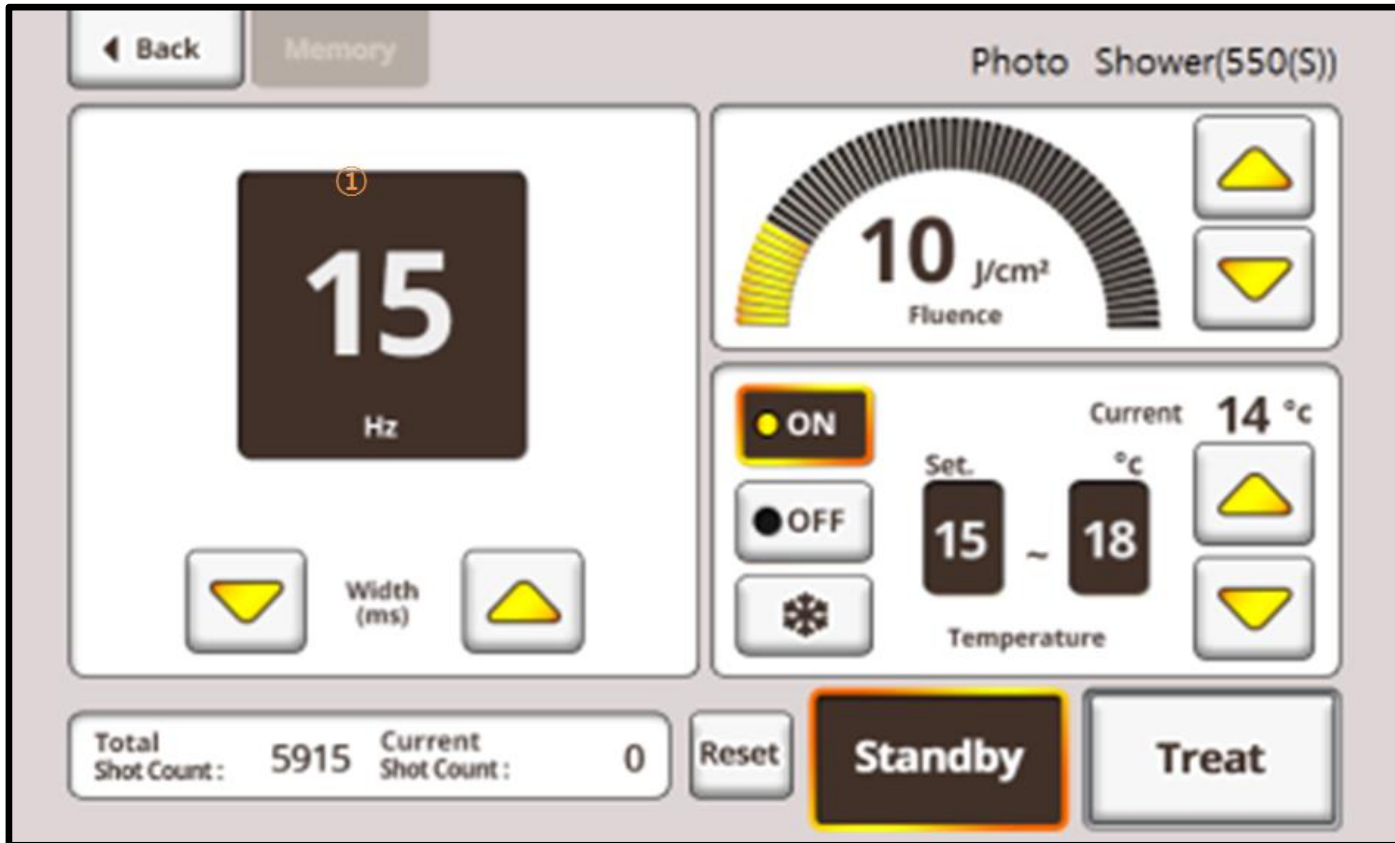 Back
Memory
Photo Shower(550(S))
①
15
Hz
Width
(ms)
10 J/cm²
Fluence
ON
OFF
Current 14 °c
Set. °c
15 ~ 18
Temperature
Total
Shot Count : 5915
Current
Shot Count : 0
Reset
Standby
Treat